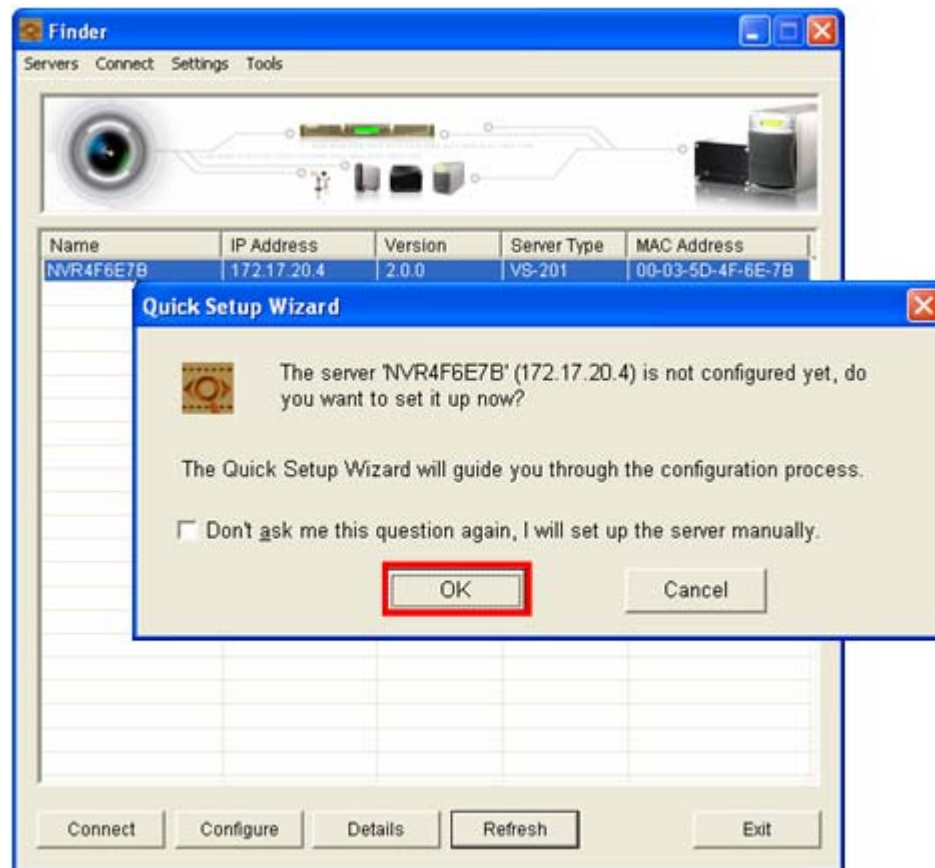 Finder
Servers Connect Settings Tools
Name IP Address Version Server Type MAC Address
NVR4F6E7B 172.17.20.4 2.0.0 VS-201 00-03-5D-4F-6E-7B
Quick Setup Wizard
The server 'NVR4F6E7B' (172.17.20.4) is not configured yet, do
you want to set it up now?
The Quick Setup Wizard will guide you through the configuration process.
Don't ask me this question again, I will set up the server manually.
OK Cancel
Connect Configure Details Refresh Exit